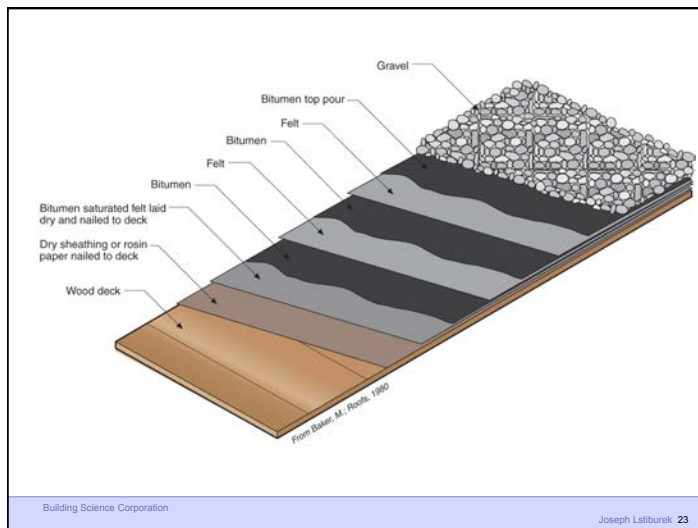 Gravel
Bitumen top pour
Felt
Bitumen
Felt
Bitumen
Bitumen saturated felt laid
dry and nailed to deck
Dry sheathing or rosin
paper nailed to deck
Wood deck
From Baker, M.; Roofs, 1980
Building Science Corporation
Joseph Lstiburek 23